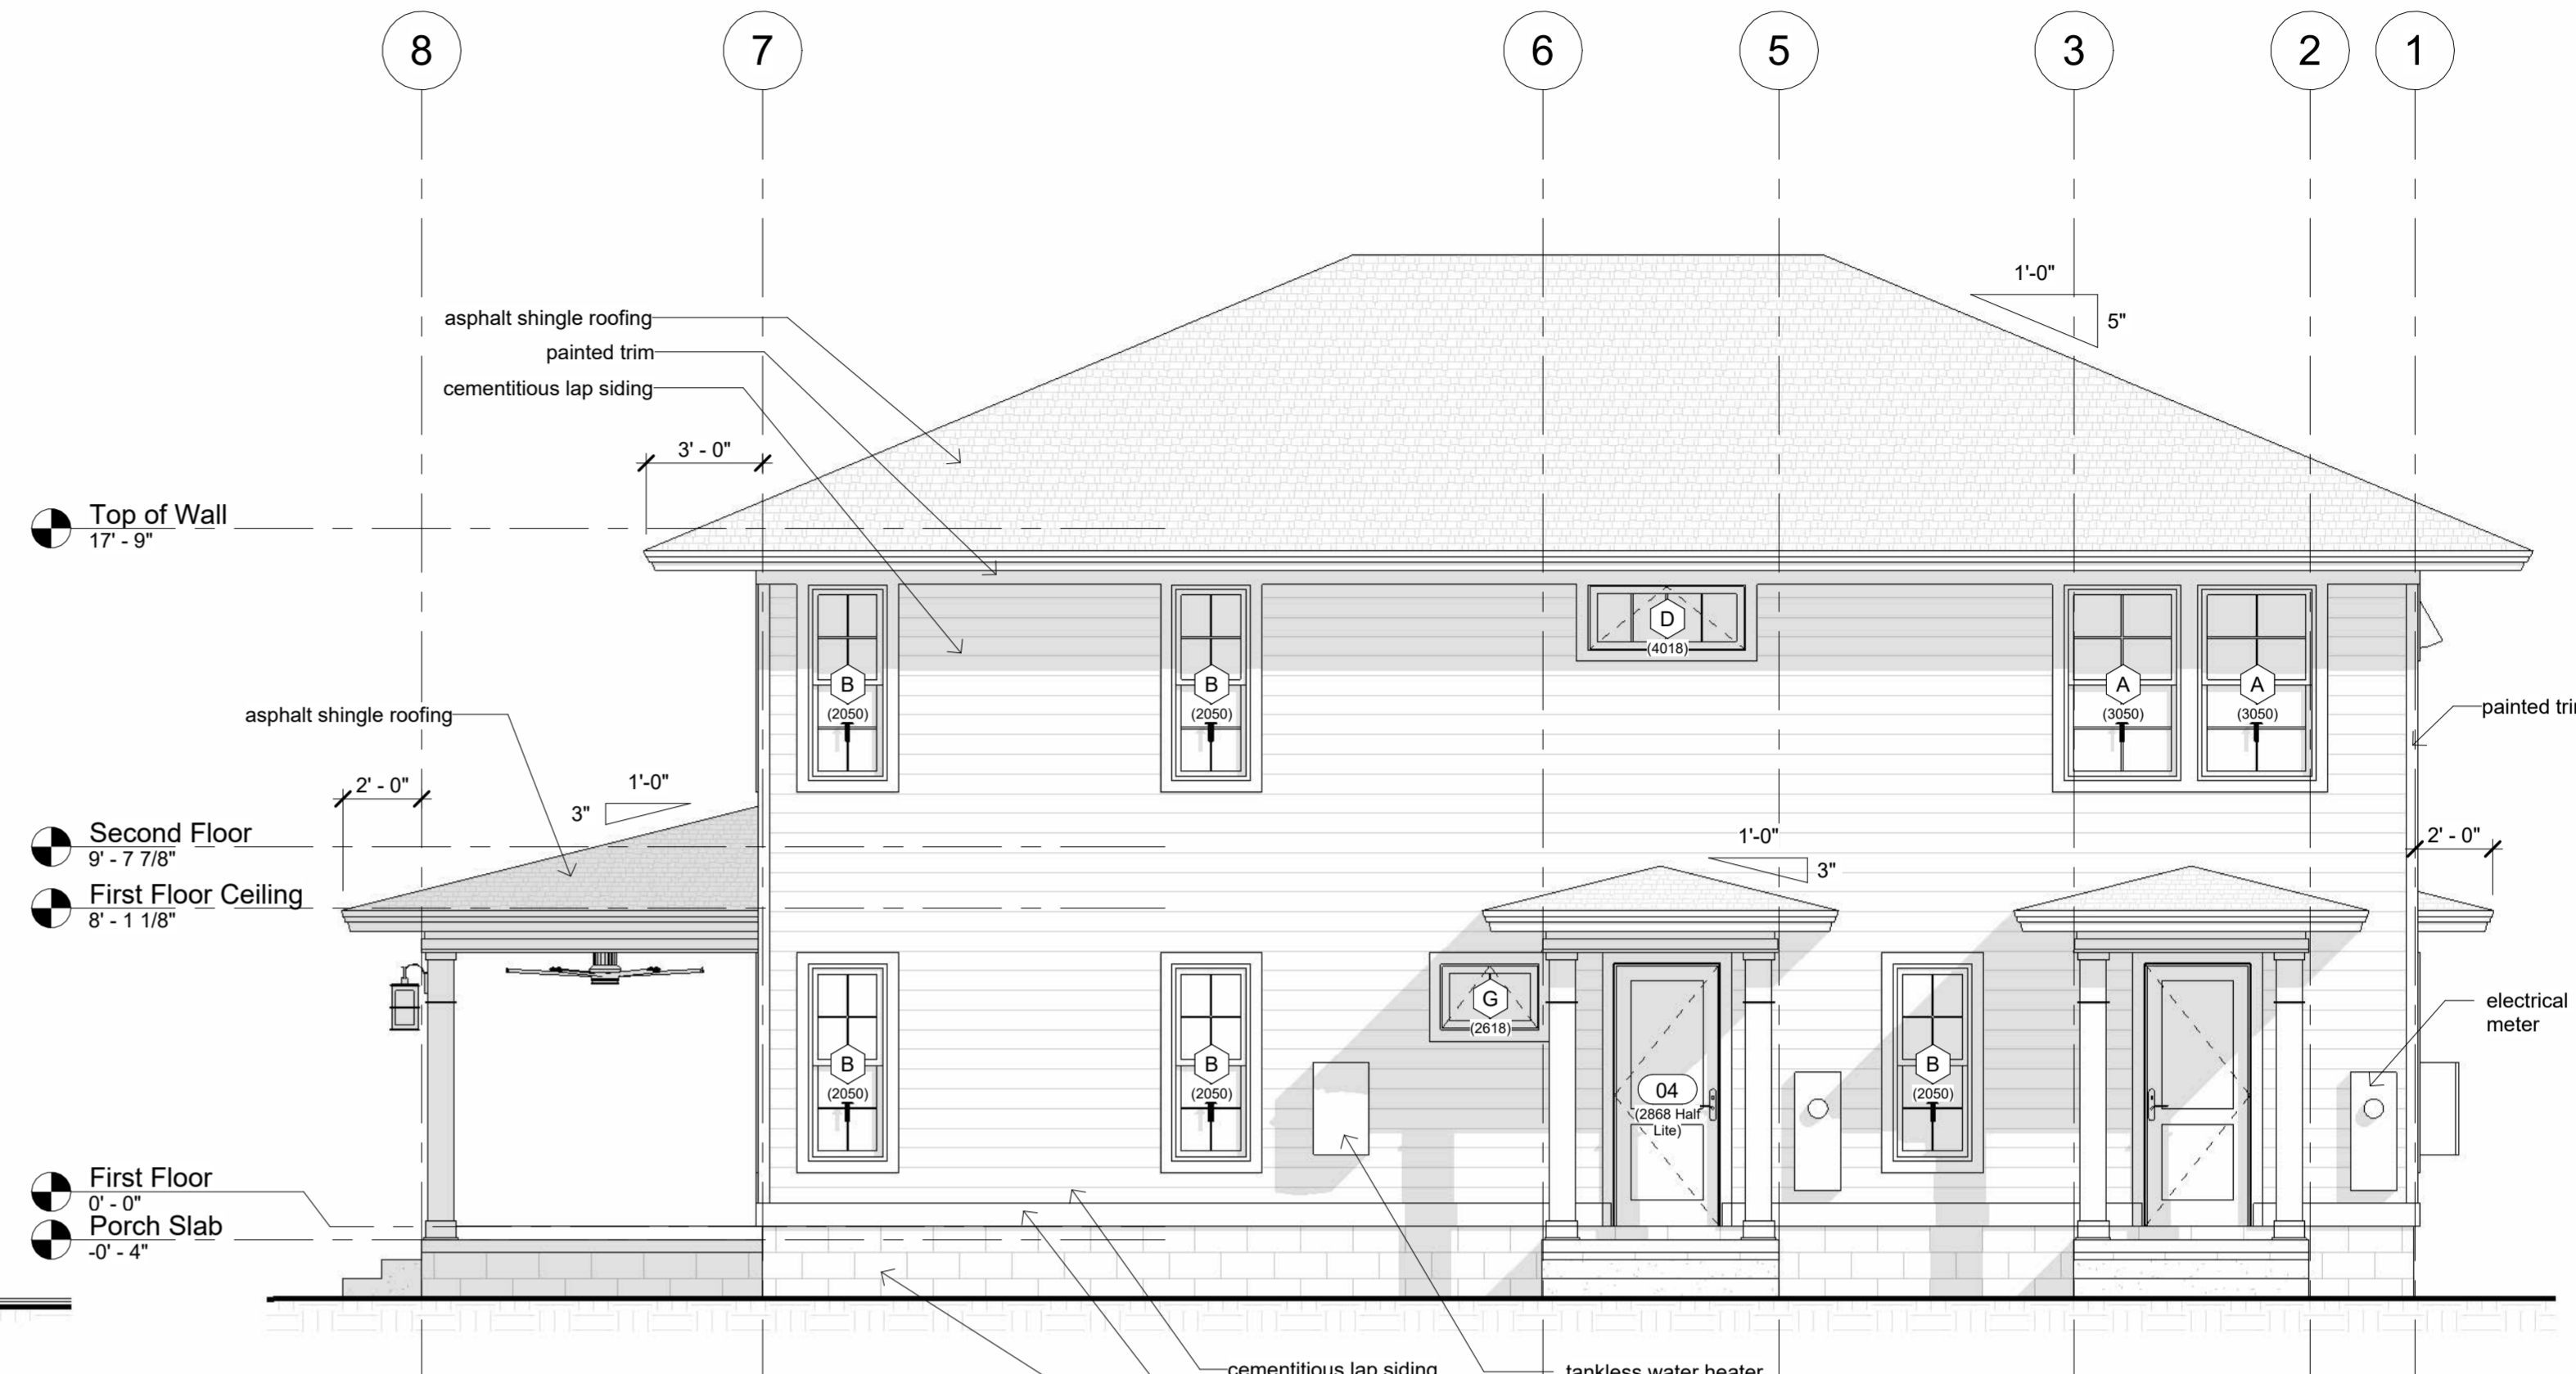 8
7
6
5
3
2
1
1'-0"
5"
asphalt shingle roofing
painted trim
cementitious lap siding
3' - 0"
Top of Wall
17' - 9"
D
(4018)
B
(2050)
B
(2050)
A
(3050)
A
(3050)
painted tri
asphalt shingle roofing
2' - 0"
1'-0"
3"
Second Floor
9' - 7 7/8"
1'-0"
3"
2' - 0"
First Floor Ceiling
8' - 1 1/8"
G
(2618)
electrical
meter
B
(2050)
B
(2050)
04
(2868 Half
Lite)
B
(2050)
First Floor
0' - 0"
Porch Slab
-0' - 4"
cementitious lap siding
tankless water heater